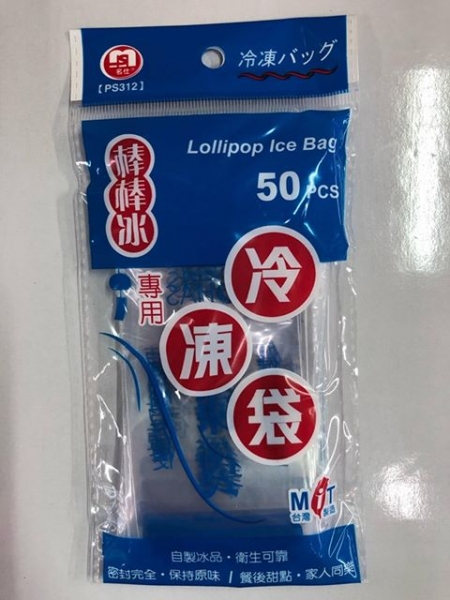 名仕
【PS312】
冷凍バッグ
Lollipop Ice Bag
50 PCS
棒棒冰
專用
冷
凍
袋
MiT
台灣製造
自製冰品・衛生可靠
密封完全・保持原味 / 餐後甜點・家人同樂